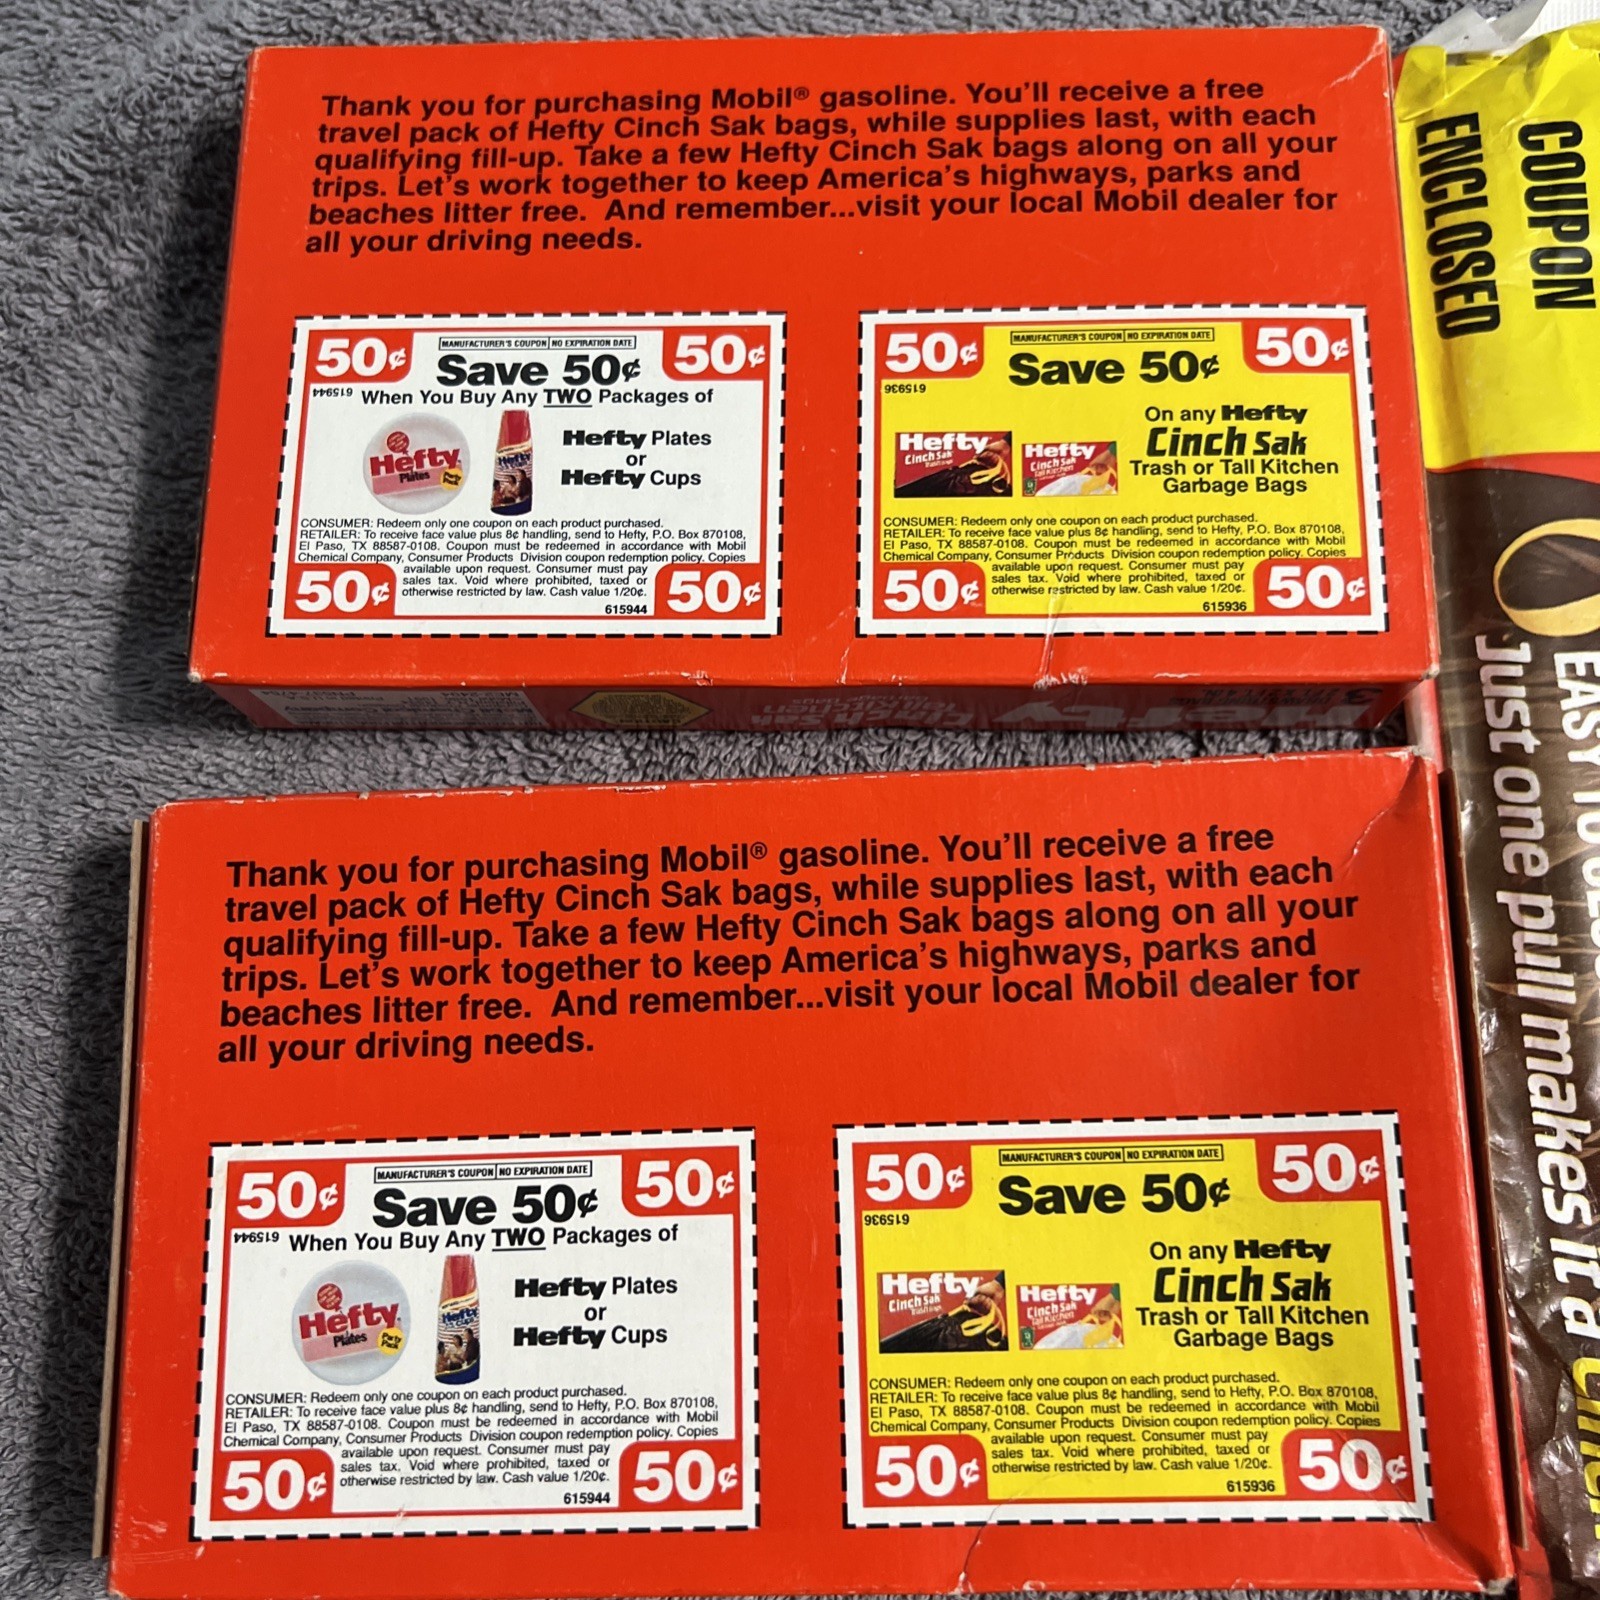 Thank you for purchasing Mobil® gasoline. You'll receive a free
travel pack of Hefty Cinch Sak bags, while supplies last, with each
qualifying fill-up. Take a few Hefty Cinch Sak bags along on all your
trips. Let's work together to keep America's highways, parks and
beaches litter free. And remember...visit your local Mobil dealer for
all your driving needs.
50¢
MANUFACTURER'S COUPON NO EXPIRATION DATE
50¢
Save 50¢
615944
When You Buy Any TWO Packages of
Hefty
Plates
Party
Pack
Hefty
Hefty Plates
or
Hefty Cups
CONSUMER: Redeem only one coupon on each product purchased.
RETAILER: To receive face value plus 8¢ handling, send to Hefty, P.O. Box 870108,
El Paso, TX 88587-0108. Coupon must be redeemed in accordance with Mobil
Chemical Company, Consumer Products Division coupon redemption policy. Copies
available upon request. Consumer must pay
sales tax. Void where prohibited, taxed or
otherwise restricted by law. Cash value 1/20¢.
50¢
615944
50¢
50¢
MANUFACTURER'S COUPON NO EXPIRATION DATE
50¢
Save 50¢
615936
On any Hefty
Cinch Sak
Trash or Tall Kitchen
Garbage Bags
Hefty
Cinch Sak
Hefty
Cinch Sak
CONSUMER: Redeem only one coupon on each product purchased.
RETAILER: To receive face value plus 8¢ handling, send to Hefty, P.O. Box 870108,
El Paso, TX 88587-0108. Coupon must be redeemed in accordance with Mobil
Chemical Company, Consumer Products Division coupon redemption policy. Copies
available upon request. Consumer must pay
sales tax. Void where prohibited, taxed or
otherwise restricted by law. Cash value 1/20¢.
50¢
615936
50¢
Hefty
Cinch Sak
Thank you for purchasing Mobil® gasoline. You'll receive a free
travel pack of Hefty Cinch Sak bags, while supplies last, with each
qualifying fill-up. Take a few Hefty Cinch Sak bags along on all your
trips. Let's work together to keep America's highways, parks and
beaches litter free. And remember...visit your local Mobil dealer for
all your driving needs.
50¢
MANUFACTURER'S COUPON NO EXPIRATION DATE
50¢
Save 50¢
615944
When You Buy Any TWO Packages of
Hefty
Plates
Party
Pack
Hefty
Hefty Plates
or
Hefty Cups
CONSUMER: Redeem only one coupon on each product purchased.
RETAILER: To receive face value plus 8¢ handling, send to Hefty, P.O. Box 870108,
El Paso, TX 88587-0108. Coupon must be redeemed in accordance with Mobil
Chemical Company, Consumer Products Division coupon redemption policy. Copies
available upon request. Consumer must pay
sales tax. Void where prohibited, taxed or
otherwise restricted by law. Cash value 1/20¢.
50¢
615944
50¢
50¢
MANUFACTURER'S COUPON NO EXPIRATION DATE
50¢
Save 50¢
615936
On any Hefty
Cinch Sak
Trash or Tall Kitchen
Garbage Bags
Hefty
Cinch Sak
Hefty
Cinch Sak
Tall Kitchen
CONSUMER: Redeem only one coupon on each product purchased.
RETAILER: To receive face value plus 8¢ handling, send to Hefty, P.O. Box 870108,
El Paso, TX 88587-0108. Coupon must be redeemed in accordance with Mobil
Chemical Company, Consumer Products Division coupon redemption policy. Copies
available upon request. Consumer must pay
sales tax. Void where prohibited, taxed or
otherwise restricted by law. Cash value 1/20¢.
50¢
615936
50¢
COUPON
ENCLOSED
EASY TO
Just one pull makes it a